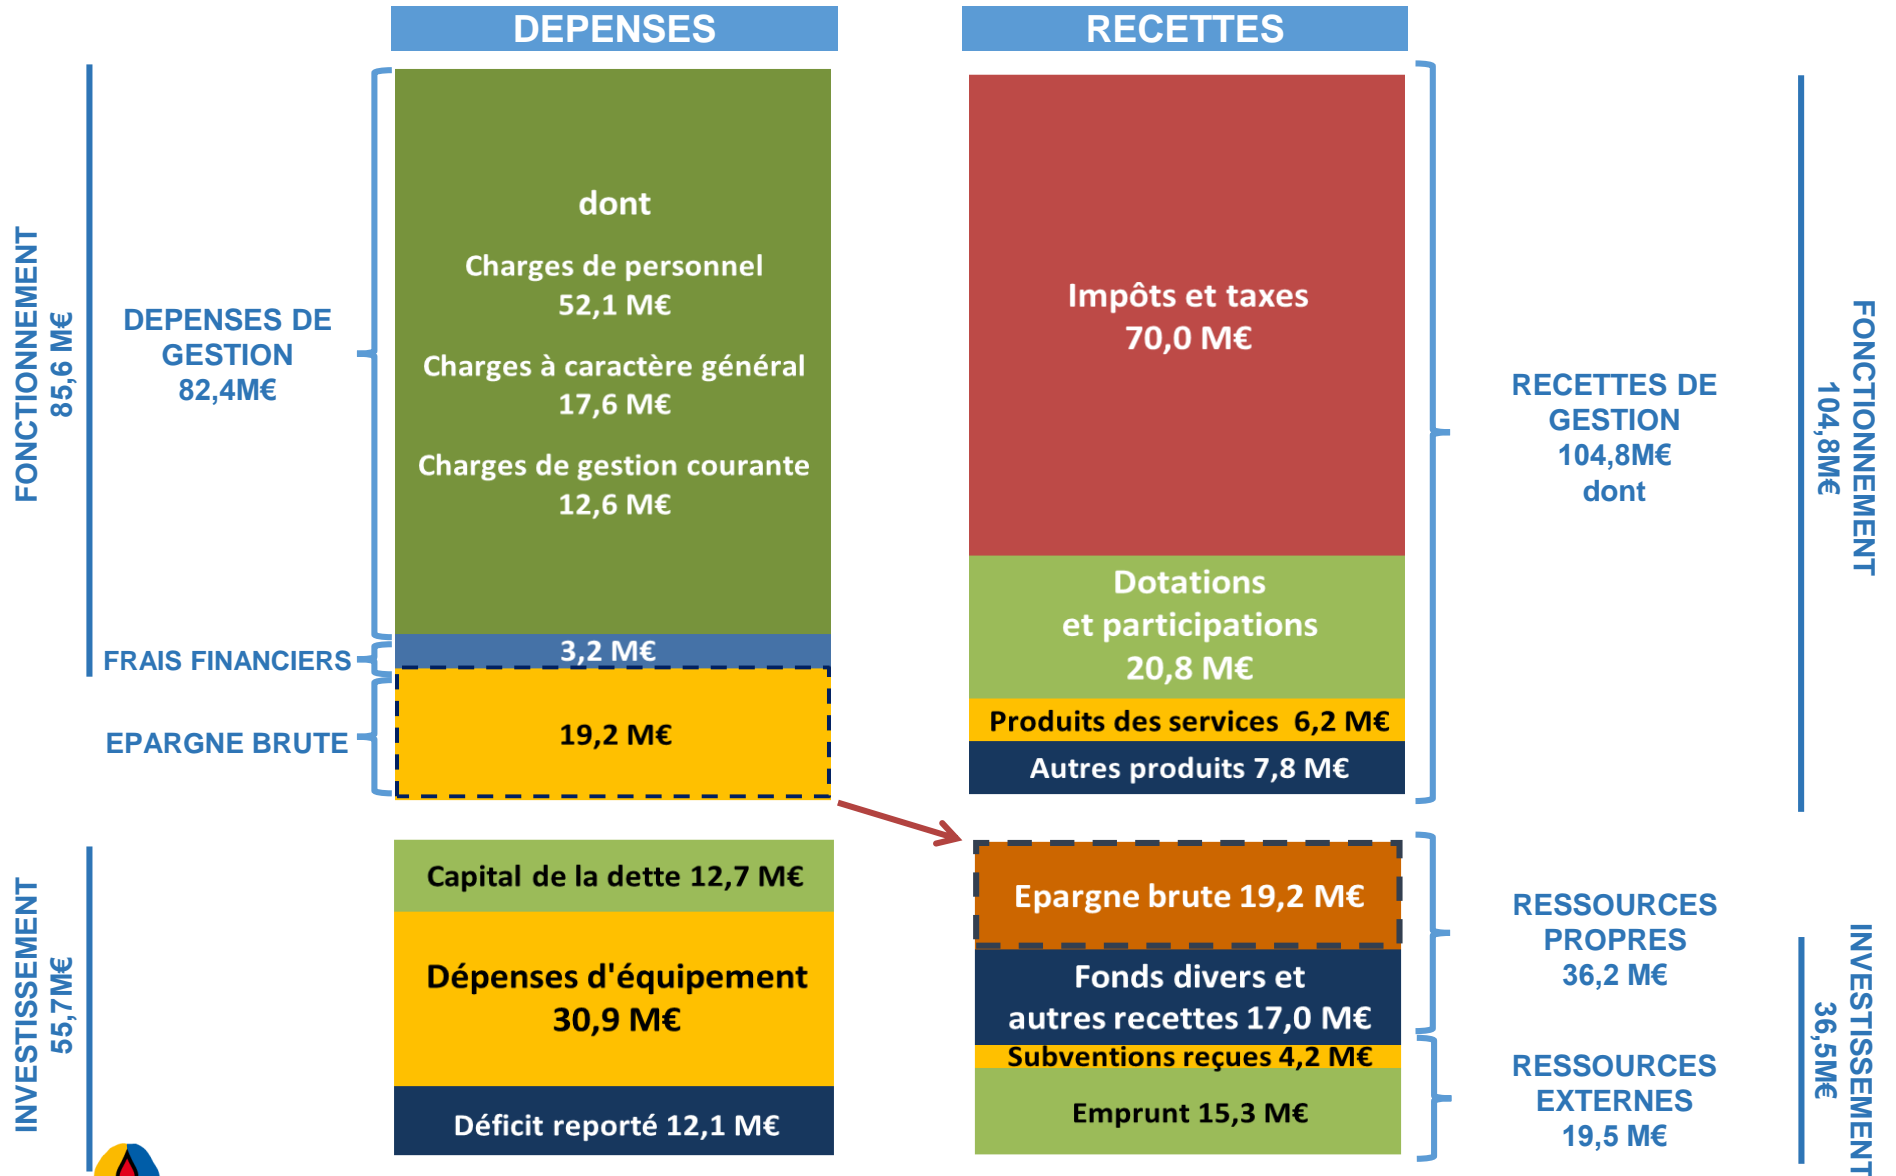 DEPENSES
RECETTES
FONCTIONNEMENT
85,6 M€
DEPENSES DE
GESTION
82,4M€
dont
Charges de personnel
52,1 M€
Charges à caractère général
17,6 M€
Charges de gestion courante
12,6 M€
FRAIS FINANCIERS
3,2 M€
EPARGNE BRUTE
19,2 M€
Impôts et taxes
70,0 M€
Dotations
et participations
20,8 M€
Produits des services 6,2 M€
Autres produits 7,8 M€
RECETTES DE
GESTION
104,8M€
dont
FONCTIONNEMENT
104,8M€
INVESTISSEMENT
55,7M€
Capital de la dette 12,7 M€
Dépenses d'équipement
30,9 M€
Déficit reporté 12,1 M€
Epargne brute 19,2 M€
Fonds divers et
autres recettes 17,0 M€
Subventions reçues 4,2 M€
Emprunt 15,3 M€
RESSOURCES
PROPRES
36,2 M€
RESSOURCES
EXTERNES
19,5 M€
INVESTISSEMENT
36,5M€